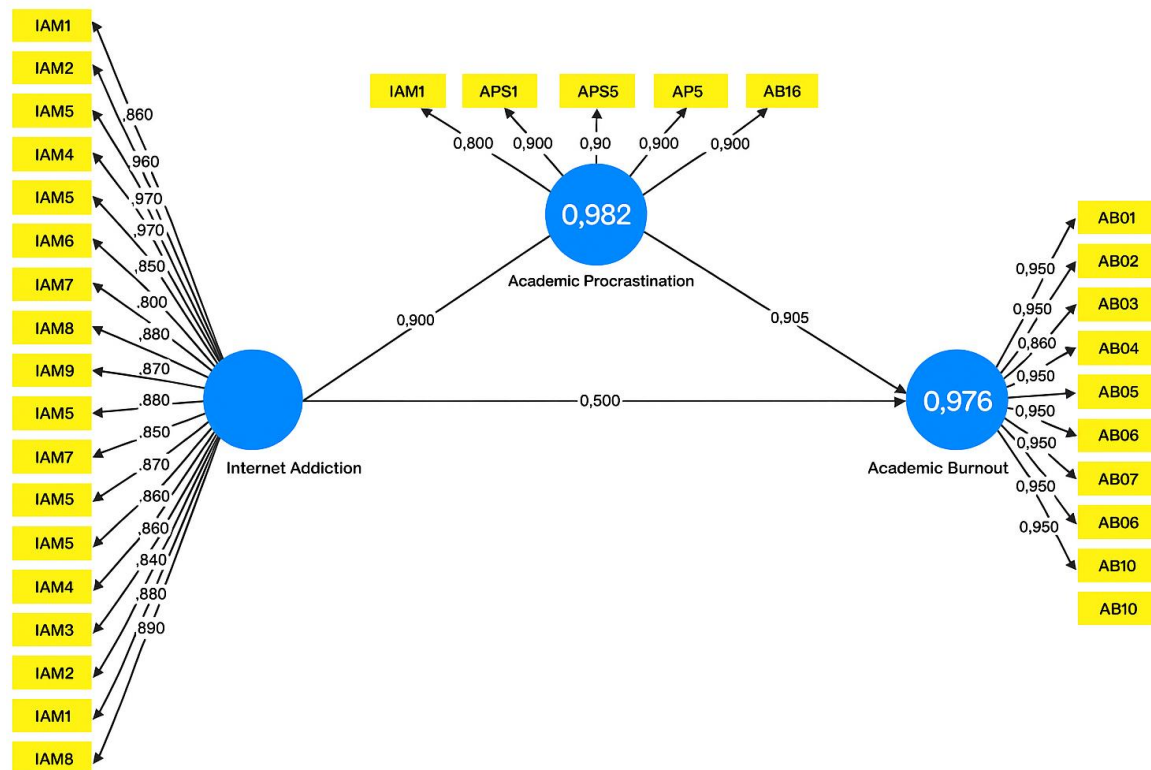 IAM1
IAM2
IAM5
IAM4
IAM5
IAM6
IAM7
IAM8
IAM9
IAM5
IAM7
IAM5
IAM5
IAM4
IAM3
IAM2
IAM1
IAM8
,860
,960
,970
,970
,850
,800
,880
,870
,880
,850
,870
,860
,860
,840
,880
,890
Internet Addiction
IAM1 APS1 APS5 AP5 AB16
0,800 0,900 0,90 0,900 0,900
0,982
Academic Procrastination
0,900
0,905
0,500
0,976
Academic Burnout
0,950
0,950
0,860
0,950
0,950
0,950
0,950
0,950
AB01
AB02
AB03
AB04
AB05
AB06
AB07
AB06
AB10
AB10